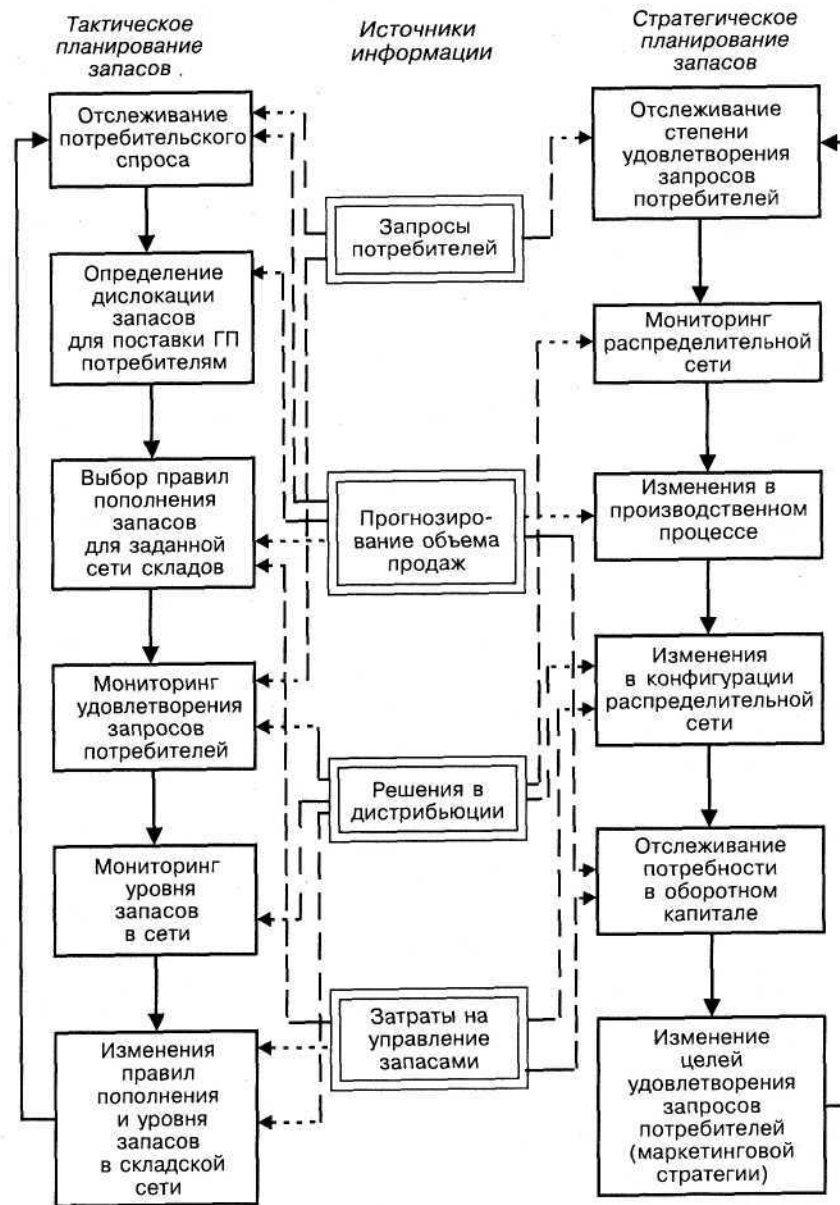 Тактическое
планирование
запасов
Источники
информации
Стратегическое
планирование
запасов
Отслеживание
потребительского
спроса
Определение
дислокации
запасов
для поставки ГП
потребителям
Выбор правил
пополнения
запасов
для заданной
сети складов
Мониторинг
удовлетворения
запросов
потребителей
Мониторинг
уровня
запасов
в сети
Изменения
правил
пополнения
и уровня
запасов
в складской
сети
Запросы
потребителей
Прогнозиро-
вание объема
продаж
Решения в
дистрибьюции
Затраты на
управление
запасами
Отслеживание
степени
удовлетворения
запросов
потребителей
Мониторинг
распределительной
сети
Изменения в
производственном
процессе
Изменения
в конфигурации
распределительной
сети
Отслеживание
потребности
в оборотном
капитале
Изменение
целей
удовлетворения
запросов
потребителей
(маркетинговой
стратегии)